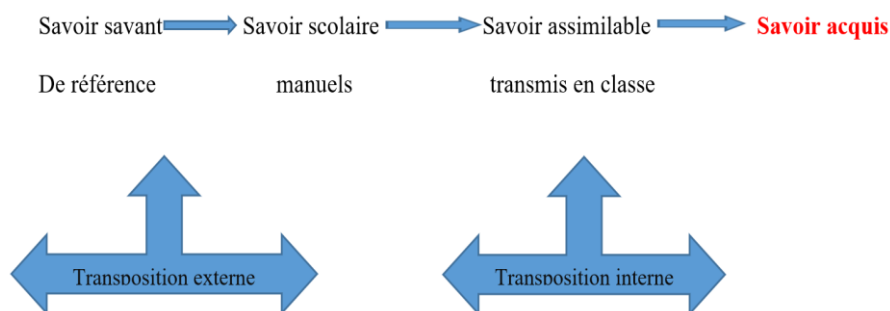 Savoir savant Savoir scolaire Savoir assimilable Savoir acquis
De référence manuels transmis en classe
Transposition externe Transposition interne